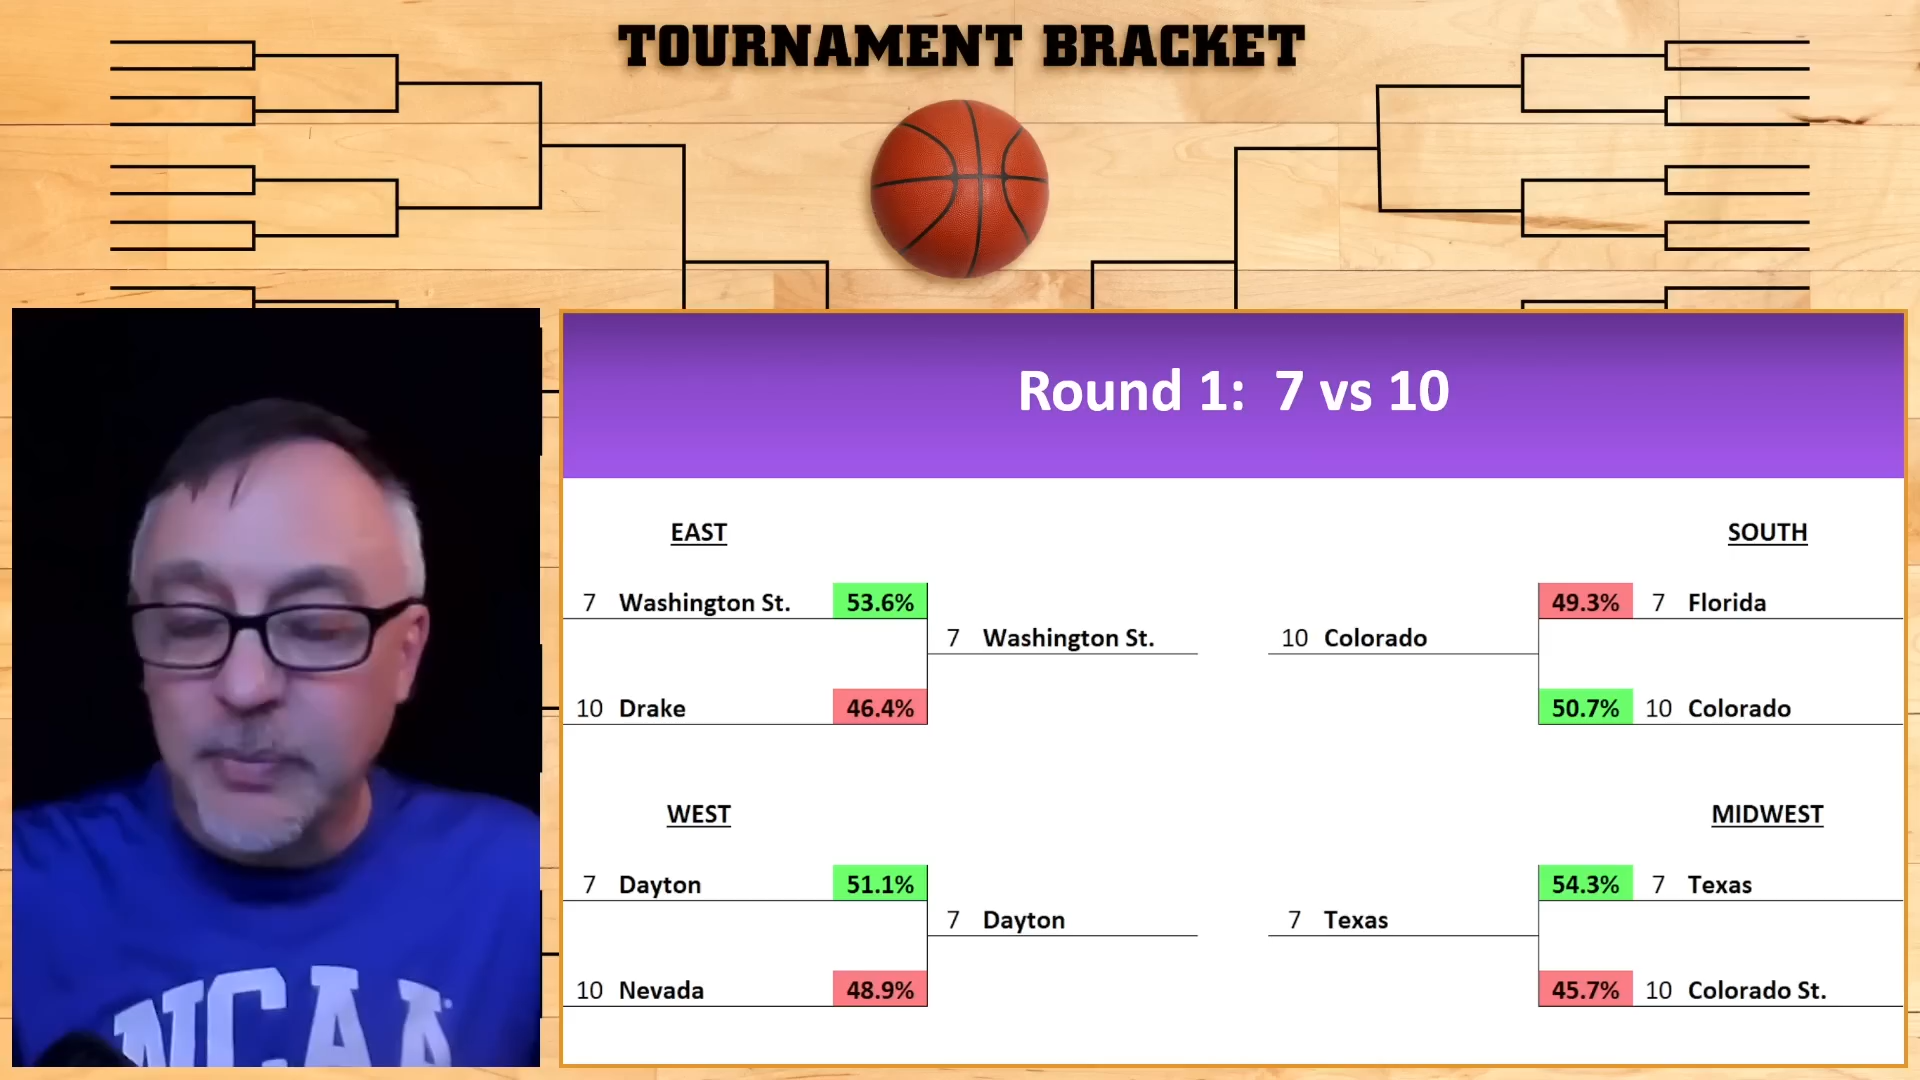 TOURNAMENT BRACKET
Round 1: 7 vs 10
EAST
7 Washington St. 53.6%
7 Washington St.
10 Drake 46.4%
SOUTH
49.3% 7 Florida
10 Colorado
50.7% 10 Colorado
WEST
7 Dayton 51.1%
7 Dayton
10 Nevada 48.9%
MIDWEST
54.3% 7 Texas
7 Texas
45.7% 10 Colorado St.
NCAA